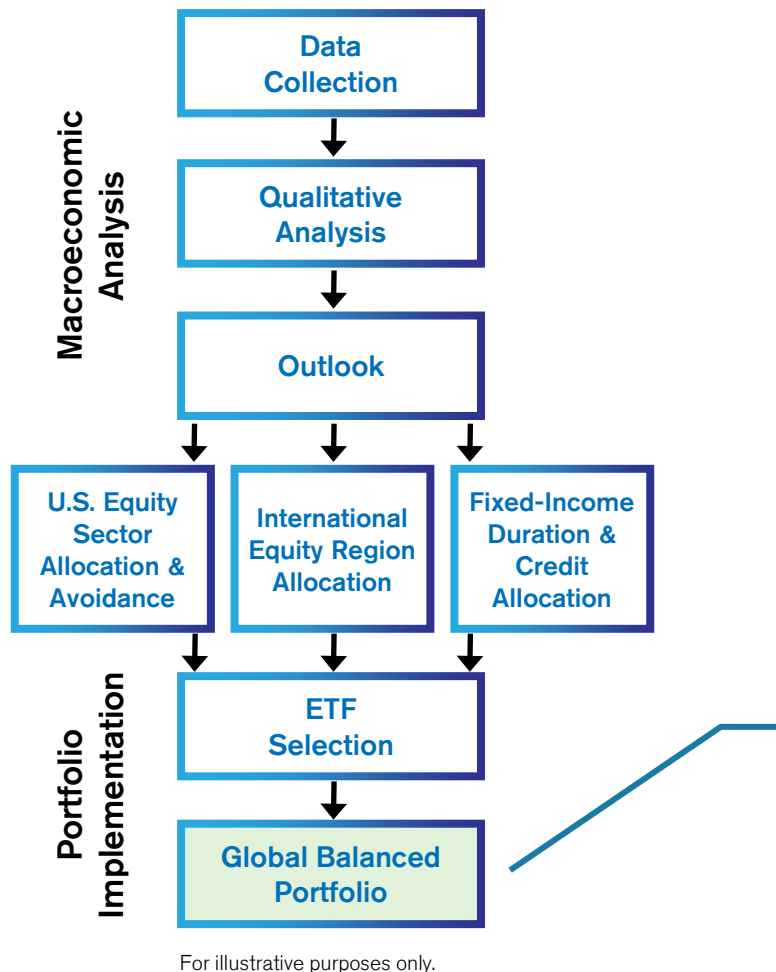 Macroeconomic
Analysis
Data
Collection
Qualitative
Analysis
Outlook
U.S. Equity
Sector
Allocation &
Avoidance
International
Equity Region
Allocation
Fixed-Income
Duration &
Credit
Allocation
Portfolio
Implementation
ETF
Selection
Global Balanced
Portfolio
For illustrative purposes only.